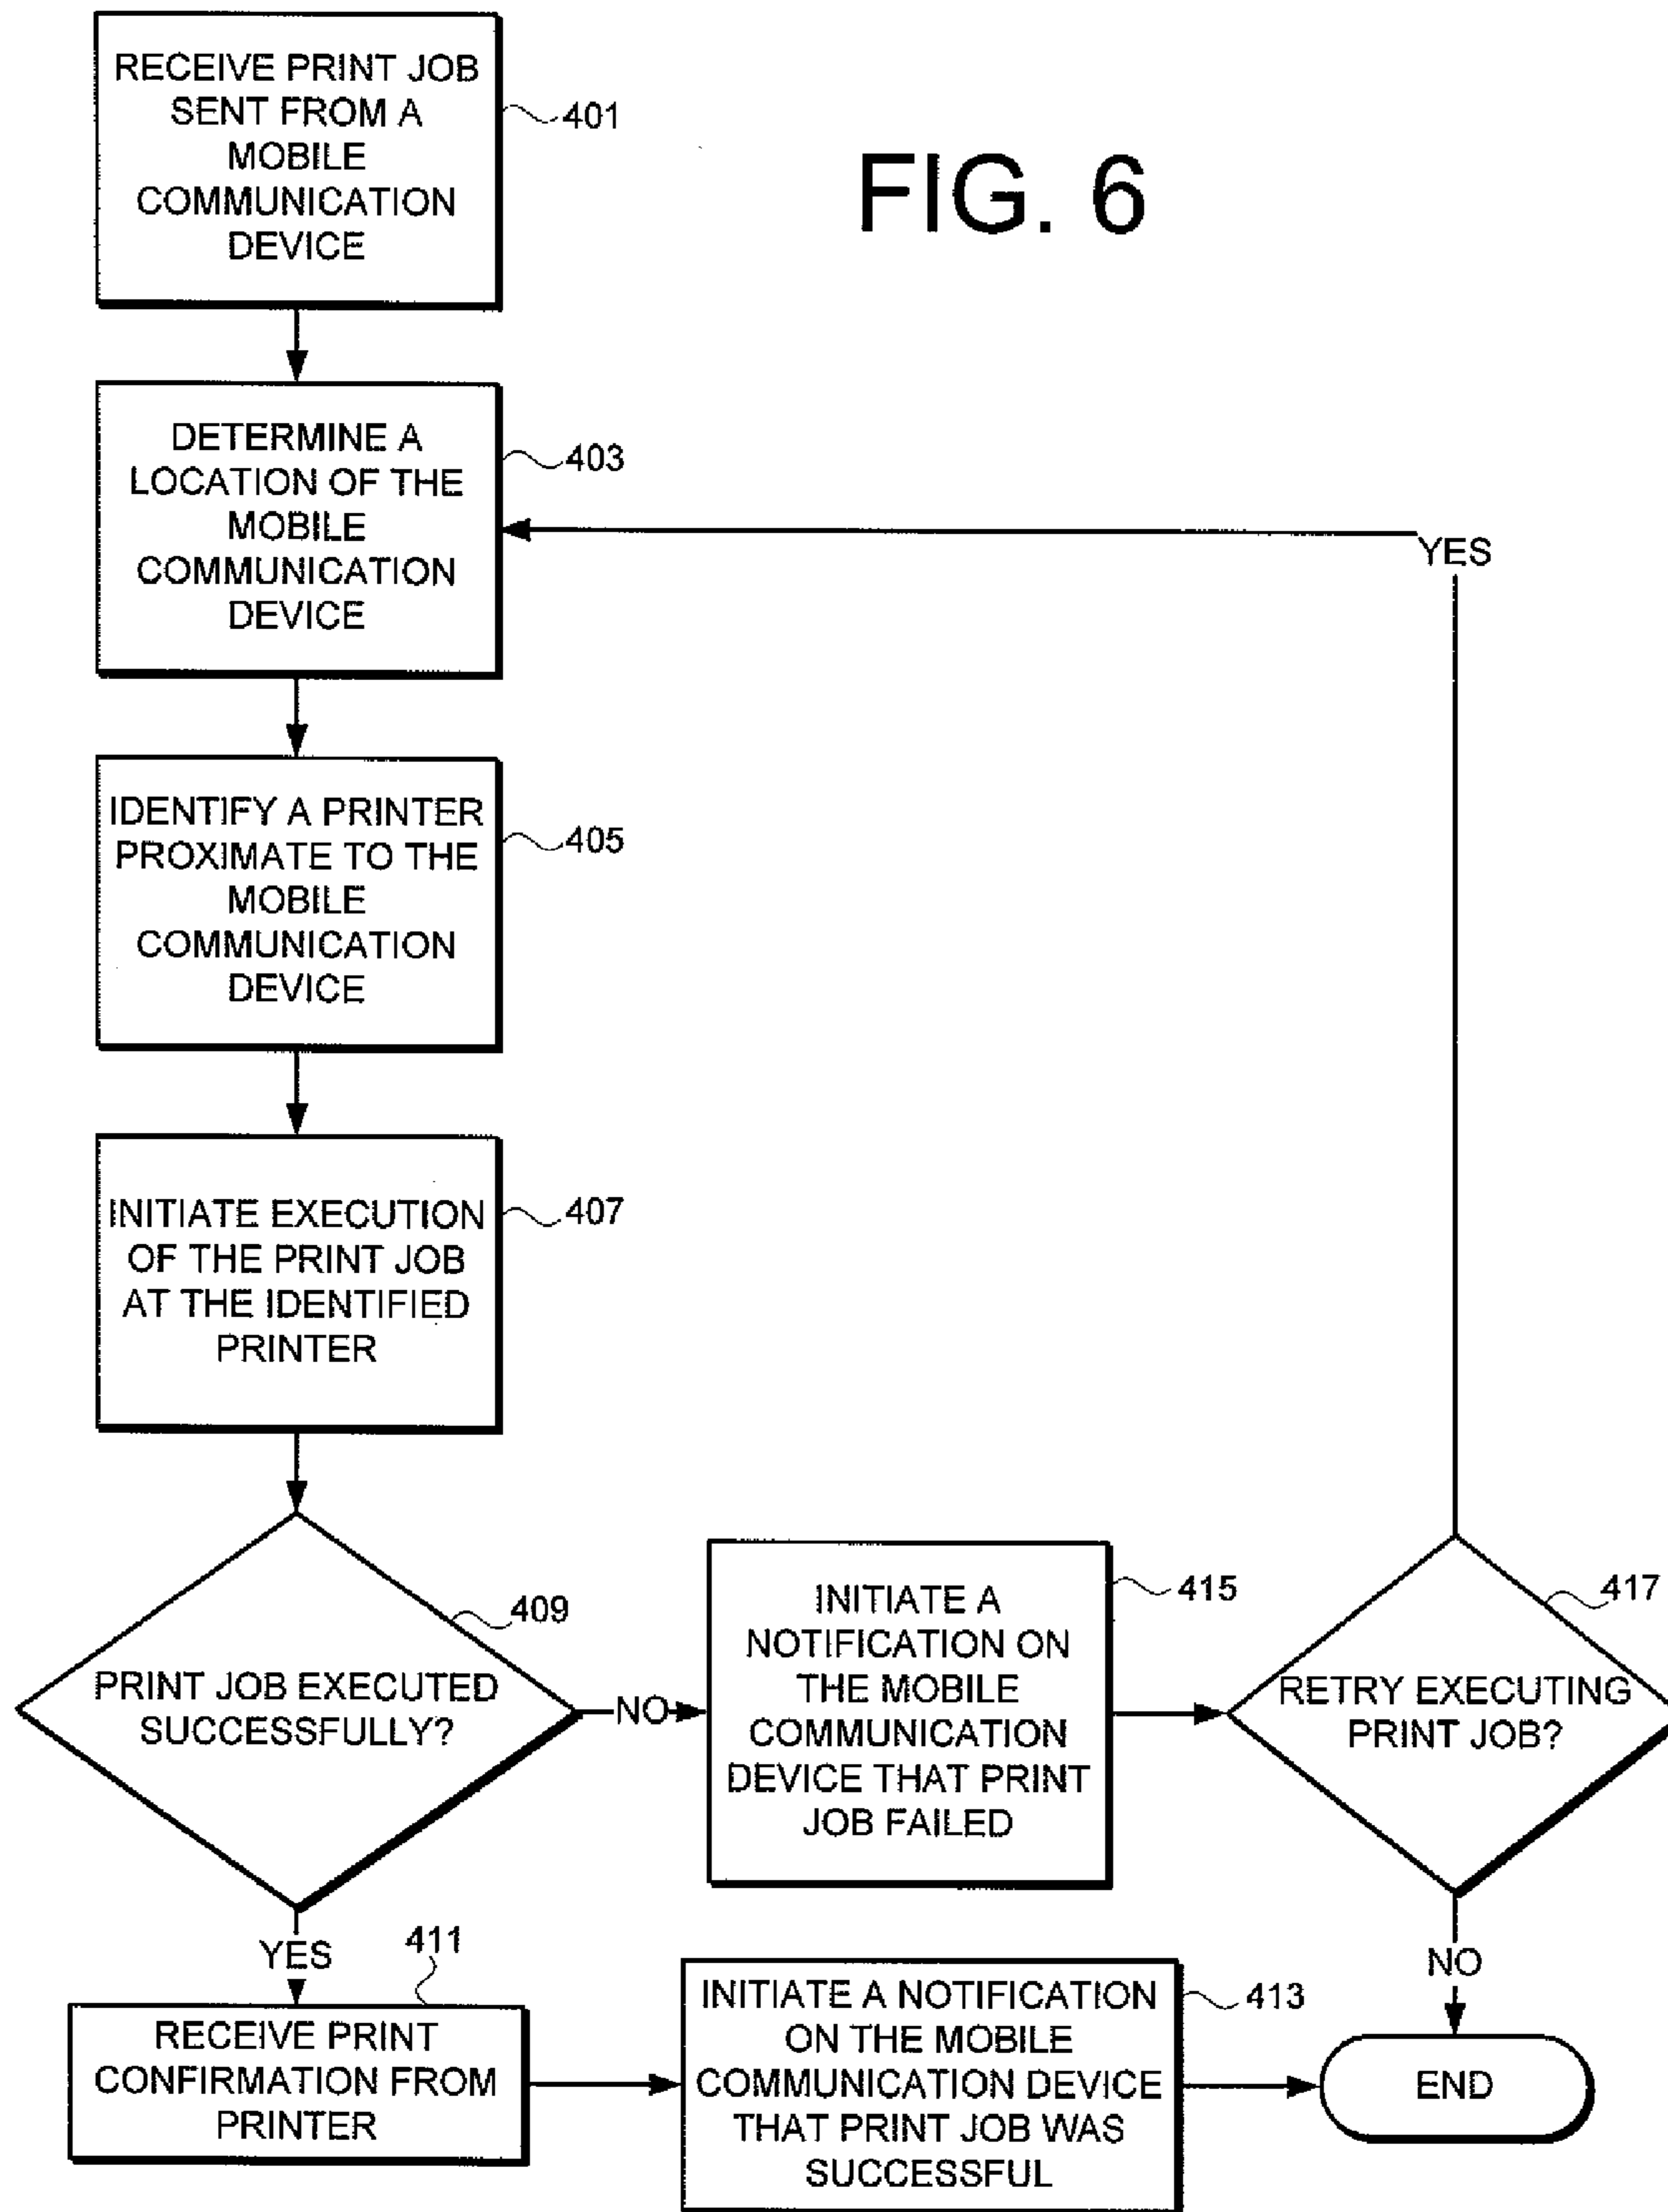 RECEIVE PRINT JOB
SENT FROM A
MOBILE
COMMUNICATION
DEVICE
401
FIG. 6
DETERMINE A
LOCATION OF THE
MOBILE
COMMUNICATION
DEVICE
403
YES
IDENTIFY A PRINTER
PROXIMATE TO THE
MOBILE
COMMUNICATION
DEVICE
405
INITIATE EXECUTION
OF THE PRINT JOB
AT THE IDENTIFIED
PRINTER
407
PRINT JOB EXECUTED
SUCCESSFULLY?
409
NO
INITIATE A
NOTIFICATION ON
THE MOBILE
COMMUNICATION
DEVICE THAT PRINT
JOB FAILED
415
RETRY EXECUTING
PRINT JOB?
417
YES
411
NO
RECEIVE PRINT
CONFIRMATION FROM
PRINTER
INITIATE A NOTIFICATION
ON THE MOBILE
COMMUNICATION DEVICE
THAT PRINT JOB WAS
SUCCESSFUL
413
END